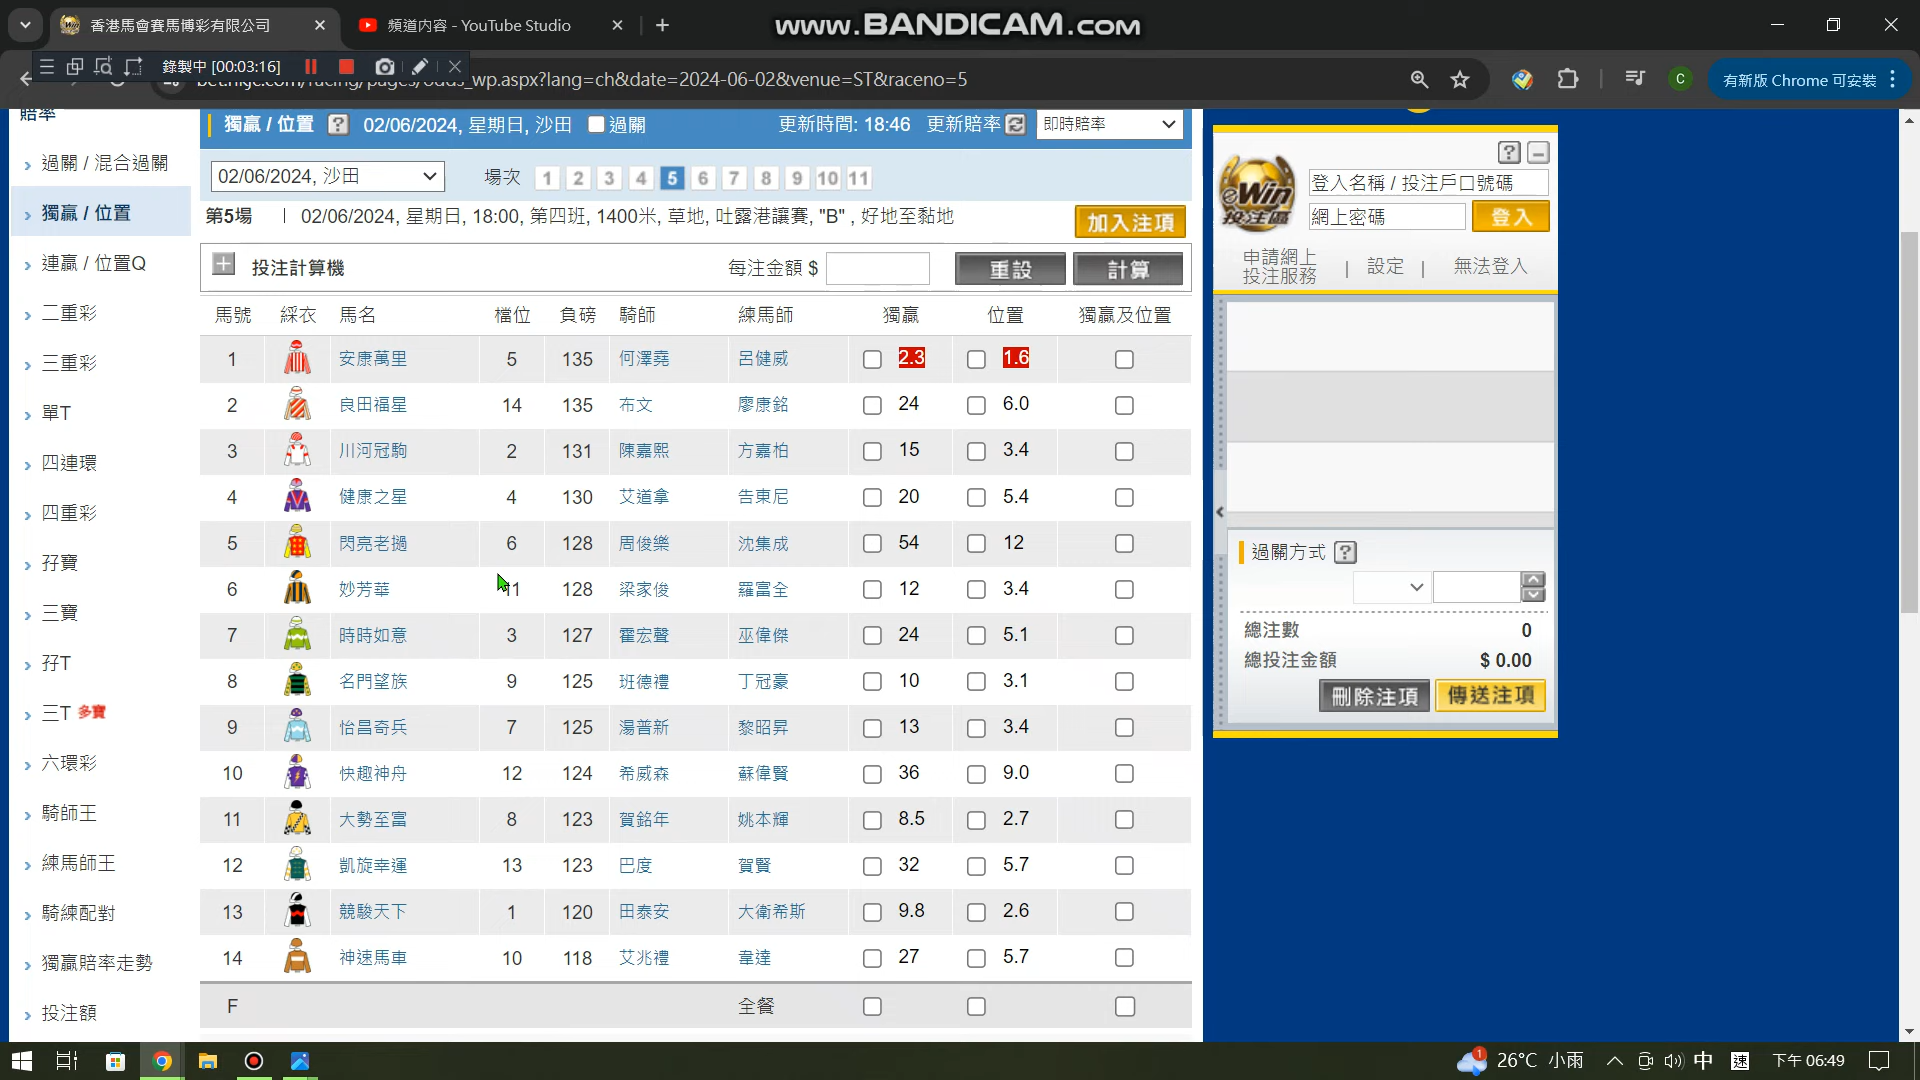 香港馬會賽馬博彩有限公司
頻道內容 - YouTube Studio
www.BANDICAM.com
錄製中 [00:03:16]
_wp.aspx?lang=ch&date=2024-06-02&venue=ST&raceno=5
C
有新版 Chrome 可安裝
賠率
過關 / 混合過關
獨贏 / 位置
連贏 / 位置Q
二重彩
三重彩
單T
四連環
四重彩
孖寶
三寶
孖T
三T 多寶
六環彩
騎師王
練馬師王
騎練配對
獨贏賠率走勢
投注額
獨贏 / 位置 ? 02/06/2024, 星期日, 沙田 過關 更新時間: 18:46 更新賠率 即時賠率
02/06/2024, 沙田 場次 1 2 3 4 5 6 7 8 9 10 11
第5場 | 02/06/2024, 星期日, 18:00, 第四班, 1400米, 草地, 吐露港讓賽, "B" , 好地至黏地 加入注項
投注計算機 每注金額 $ 重設 計算
馬號 綵衣 馬名 檔位 負磅 騎師 練馬師 獨贏 位置 獨贏及位置
1 安康萬里 5 135 何澤堯 呂健威 2.3 1.6
2 良田福星 14 135 布文 廖康銘 24 6.0
3 川河冠駒 2 131 陳嘉熙 方嘉柏 15 3.4
4 健康之星 4 130 艾道拿 告東尼 20 5.4
5 閃亮老撾 6 128 周俊樂 沈集成 54 12
6 妙芳華 11 128 梁家俊 羅富全 12 3.4
7 時時如意 3 127 霍宏聲 巫偉傑 24 5.1
8 名門望族 9 125 班德禮 丁冠豪 10 3.1
9 怡昌奇兵 7 125 湯普新 黎昭昇 13 3.4
10 快趣神舟 12 124 希威森 蘇偉賢 36 9.0
11 大勢至富 8 123 賀銘年 姚本輝 8.5 2.7
12 凱旋幸運 13 123 巴度 賀賢 32 5.7
13 競駿天下 1 120 田泰安 大衛希斯 9.8 2.6
14 神速馬車 10 118 艾兆禮 韋達 27 5.7
F 全餐
?
eWin
投注區
登入名稱 / 投注戶口號碼
網上密碼 登入
申請網上
投注服務 | 設定 | 無法登入
過關方式 ?
總注數 0
總投注金額 $ 0.00
刪除注項 傳送注項
1 26°C 小雨 中 速 下午 06:49